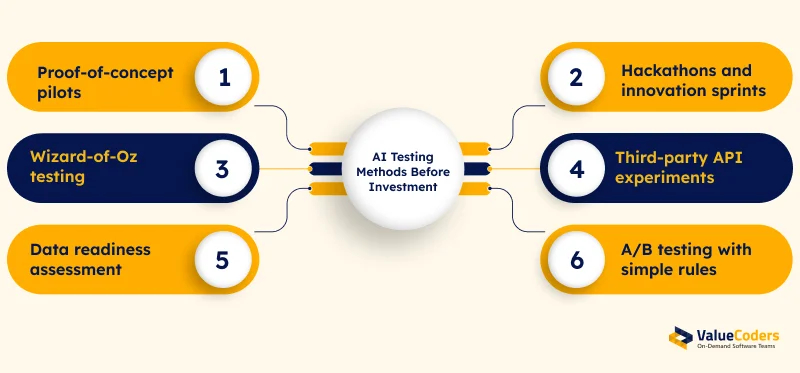 Proof-of-concept
pilots
1
2
Hackathons and
innovation sprints
Wizard-of-Oz
testing
3
AI Testing
Methods Before
Investment
4
Third-party API
experiments
Data readiness
assessment
5
6
A/B testing with
simple rules
ValueCoders
On-Demand Software Teams